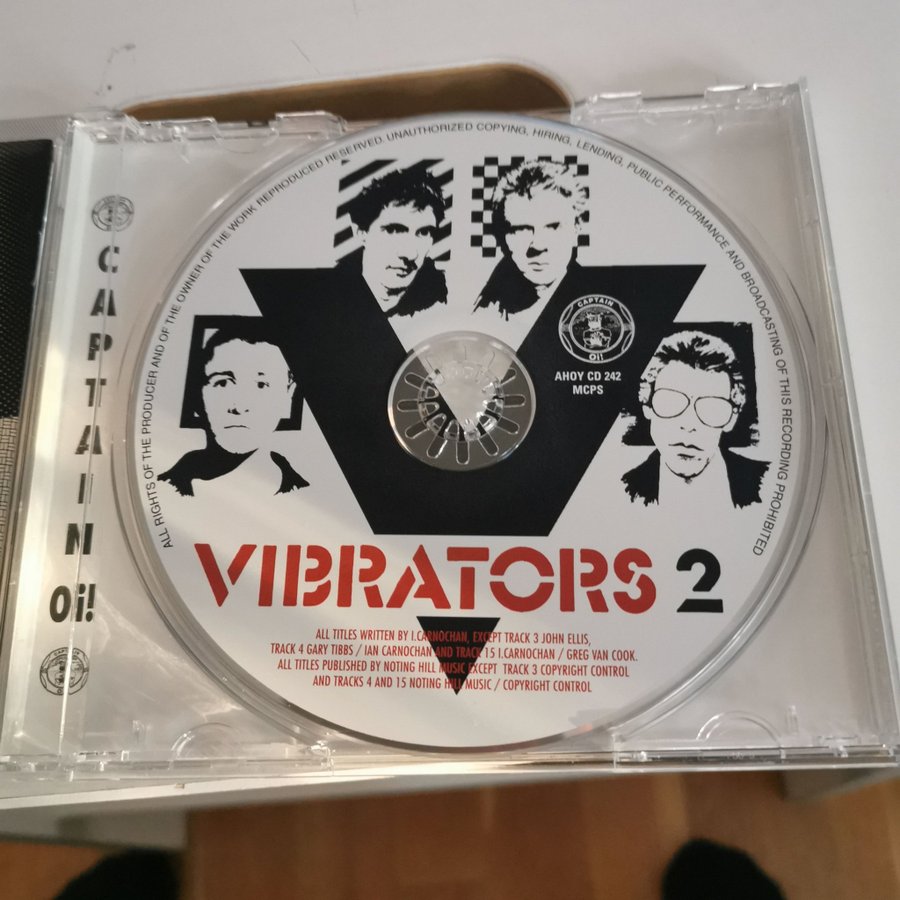 CAPTAIN
Oi!
ALL RIGHTS OF THE PRODUCER AND OF THE OWNER OF THE WORK REPRODUCED RESERVED. UNAUTHORIZED COPYING, HIRING, LENDING, PUBLIC PERFORMANCE AND BROADCASTING OF THIS RECORDING PROHIBITED
CAPTAIN
Oi!
AHOY CD 242
MCPS
VIBRATORS 2
ALL TITLES WRITTEN BY I.CARNOCHAN, EXCEPT TRACK 3 JOHN ELLIS,
TRACK 4 GARY TIBBS / IAN CARNOCHAN AND TRACK 15 I.CARNOCHAN / GREG VAN COOK.
ALL TITLES PUBLISHED BY NOTING HILL MUSIC EXCEPT TRACK 3 COPYRIGHT CONTROL
AND TRACKS 4 AND 15 NOTING HILL MUSIC / COPYRIGHT CONTROL